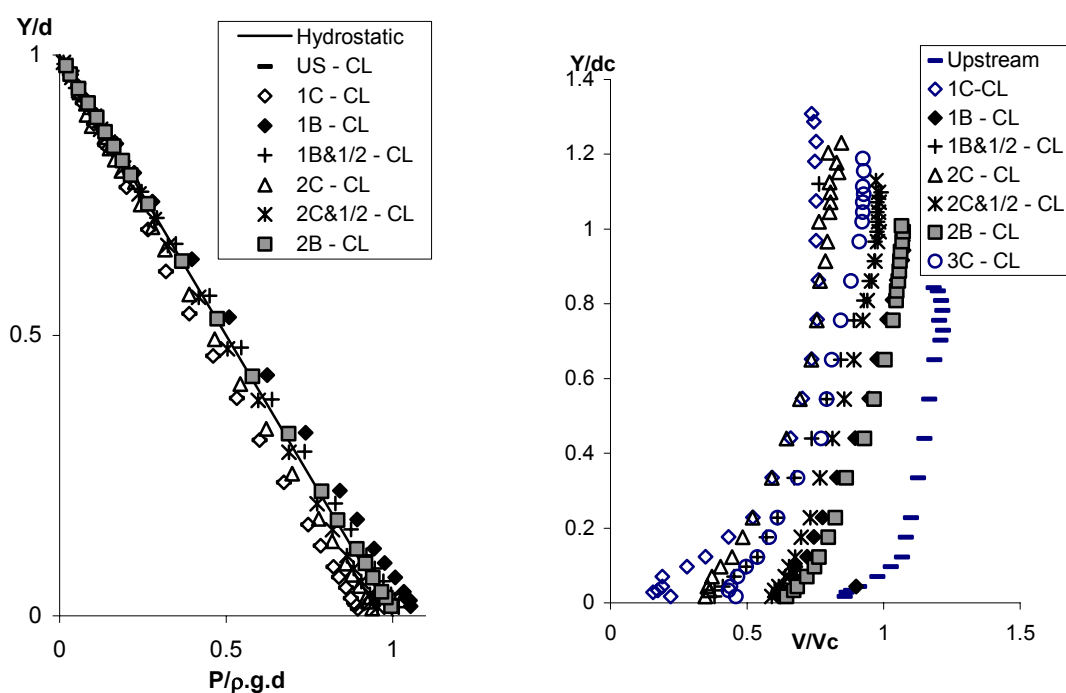 Y/d
Hydrostatic
US - CL
1C - CL
1B - CL
1B&1/2 - CL
2C - CL
2C&1/2 - CL
2B - CL
1
0.5
0
0
0.5
1
P/ρ.g.d
Y/dc
Upstream
1C-CL
1B - CL
1B&1/2 - CL
2C - CL
2C&1/2 - CL
2B - CL
3C - CL
1.4
1.2
1
0.8
0.6
0.4
0.2
0
0
0.5
1
1.5
V/Vc